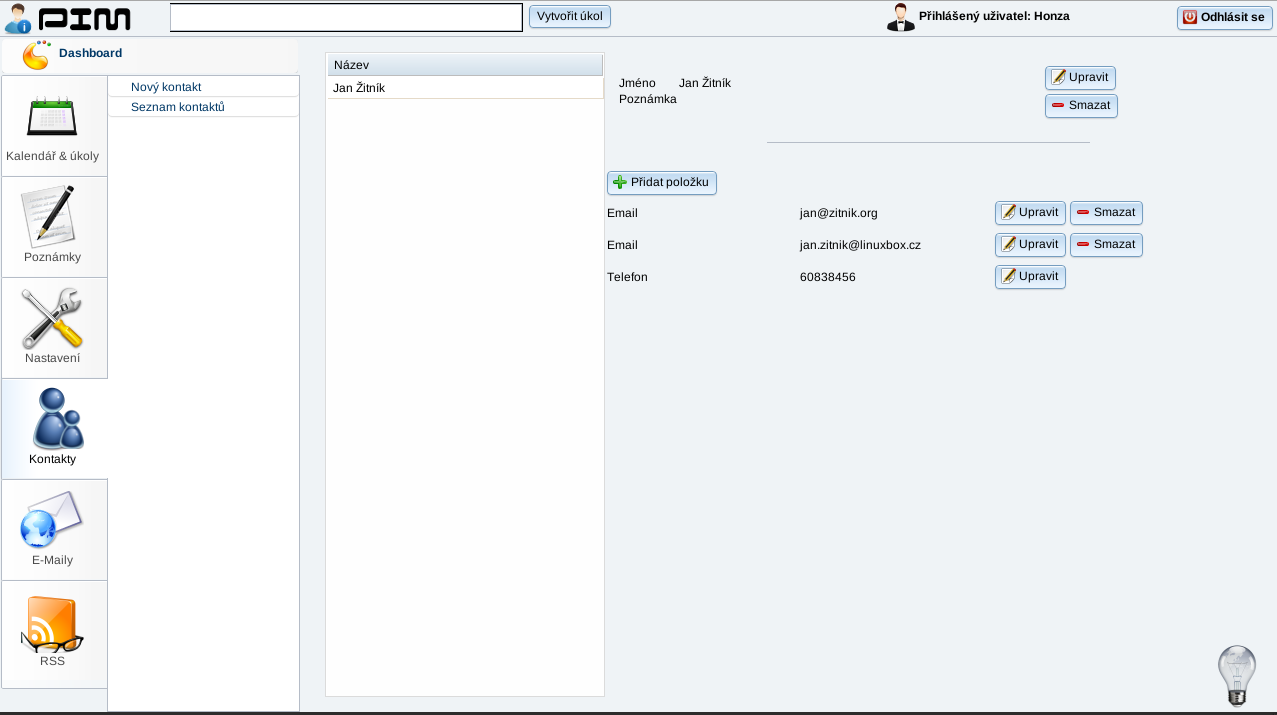 PIM
Vytvořit úkol
Přihlášený uživatel: Honza
Odhlásit se
Dashboard
Nový kontakt
Seznam kontaktů
Kalendář & úkoly
Poznámky
Nastavení
Kontakty
E-Maily
RSS
Název
Jan Žitník
Jméno Jan Žitník
Poznámka
Upravit
Smazat
Přidat položku
Email jan@zitnik.org Upravit Smazat
Email jan.zitnik@linuxbox.cz Upravit Smazat
Telefon 60838456 Upravit